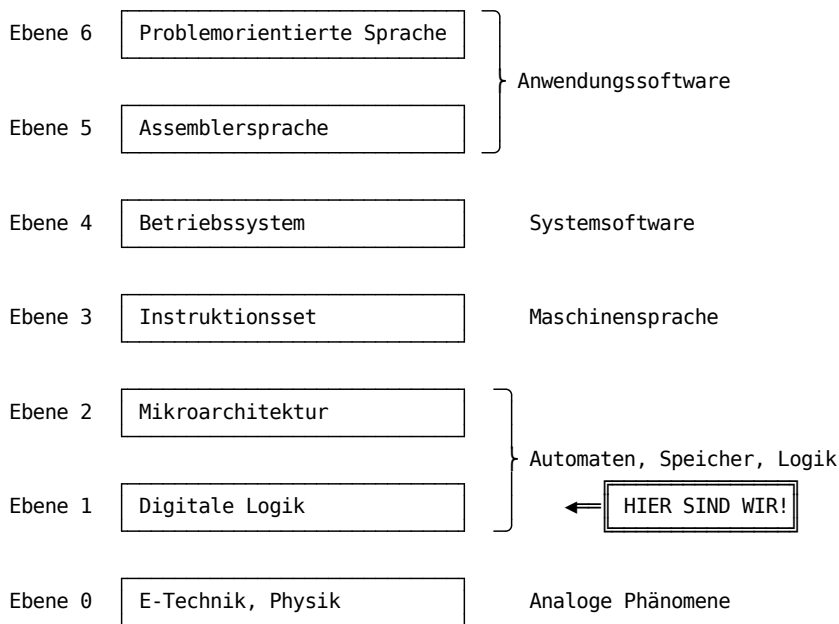 Ebene 6 Problemorientierte Sprache
Anwendungssoftware
Ebene 5 Assemblersprache
Ebene 4 Betriebssystem Systemsoftware
Ebene 3 Instruktionsset Maschinensprache
Ebene 2 Mikroarchitektur
Automaten, Speicher, Logik
Ebene 1 Digitale Logik HIER SIND WIR!
Ebene 0 E-Technik, Physik Analoge Phänomene